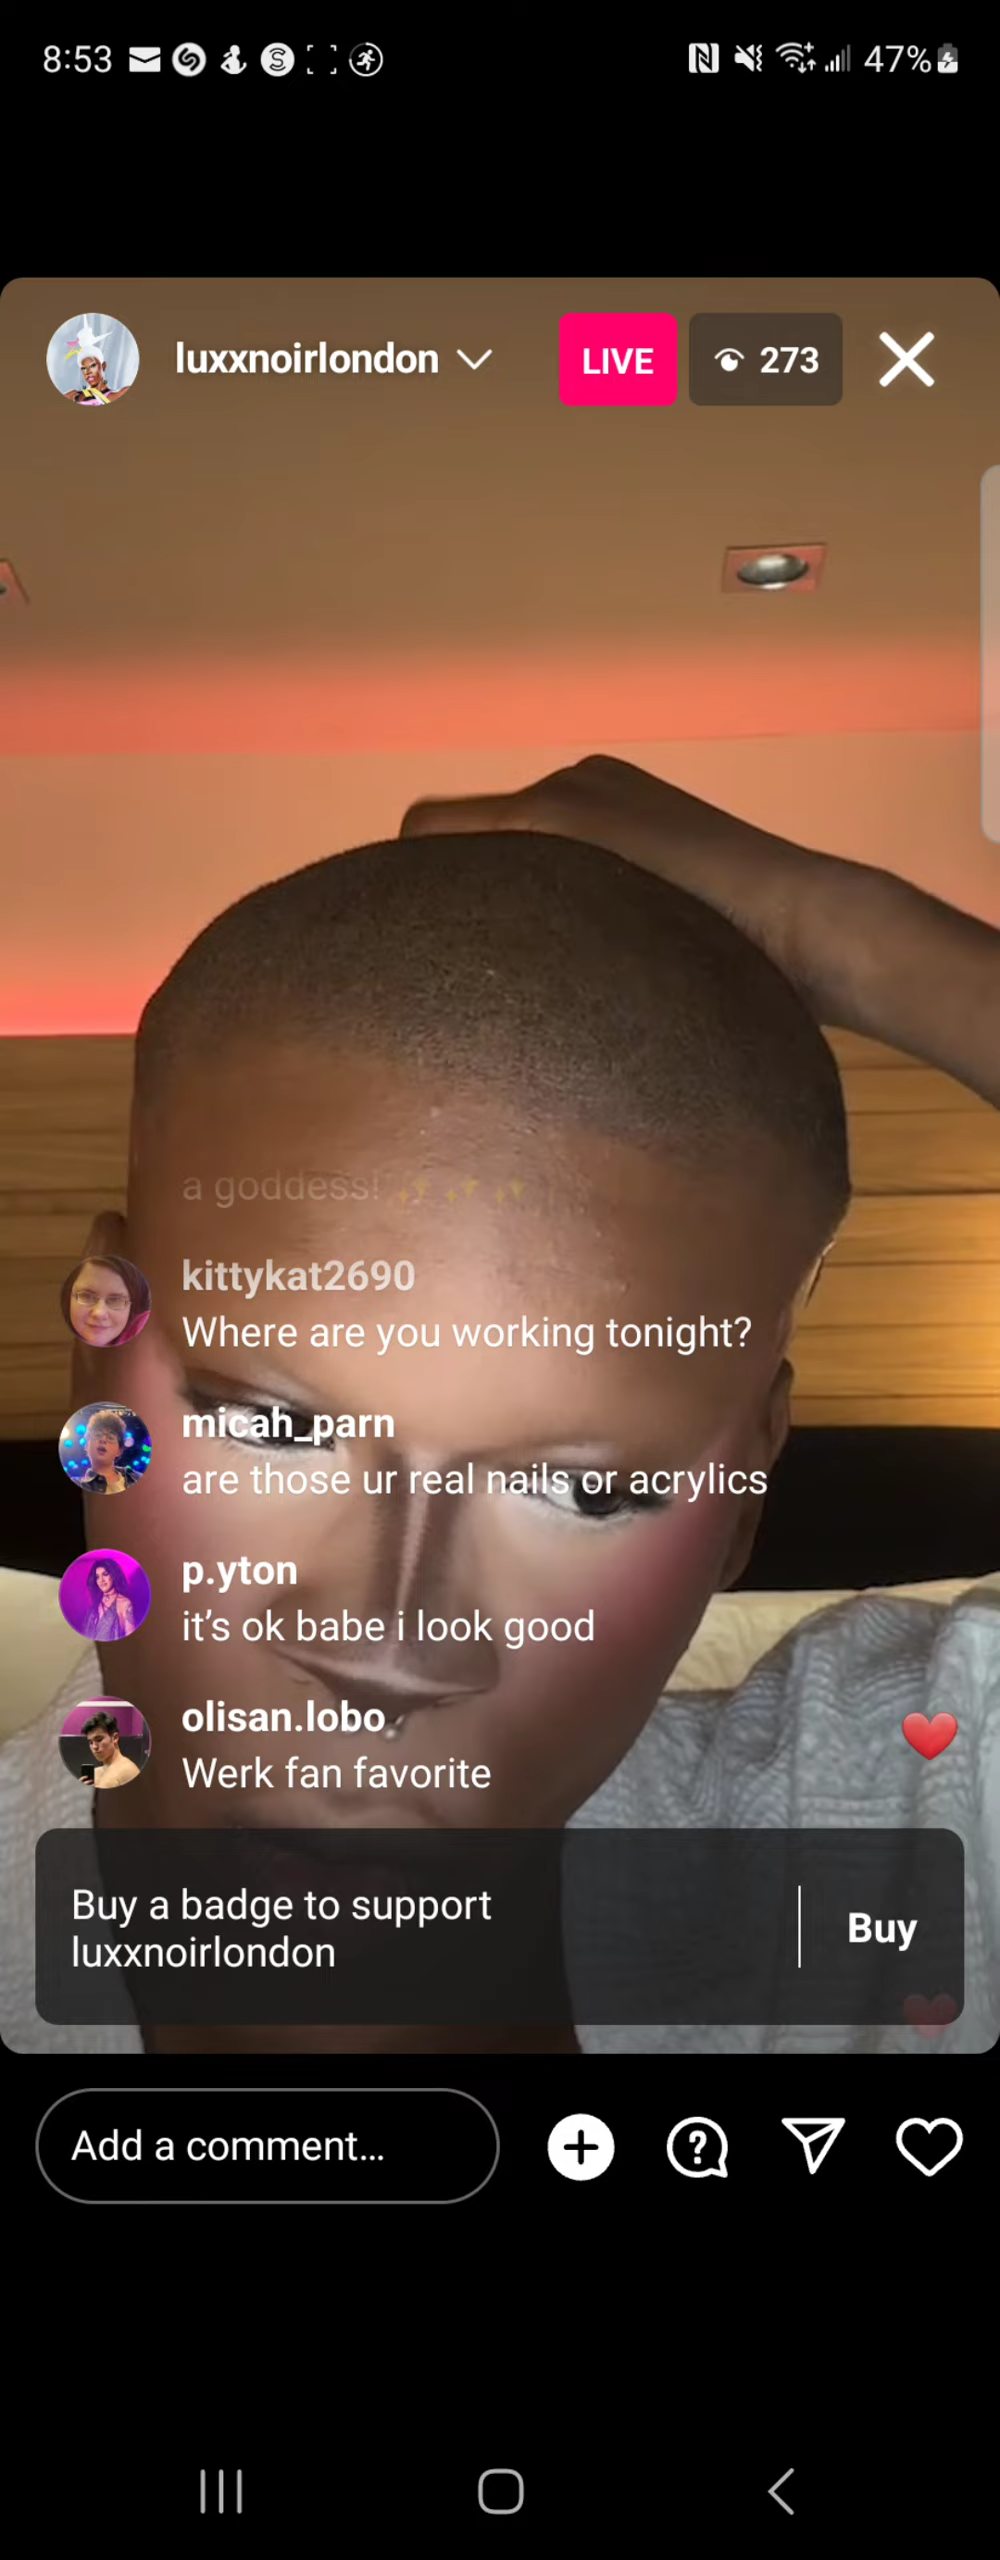 8:53
47%
luxxnoirlondon
LIVE
273
a goddess! ✨ ✨ ✨
kittykat2690
Where are you working tonight?
micah_parn
are those ur real nails or acrylics
p.yton
it's ok babe i look good
olisan.lobo
Werk fan favorite
Buy a badge to support
luxxnoirlondon
Buy
Add a comment...